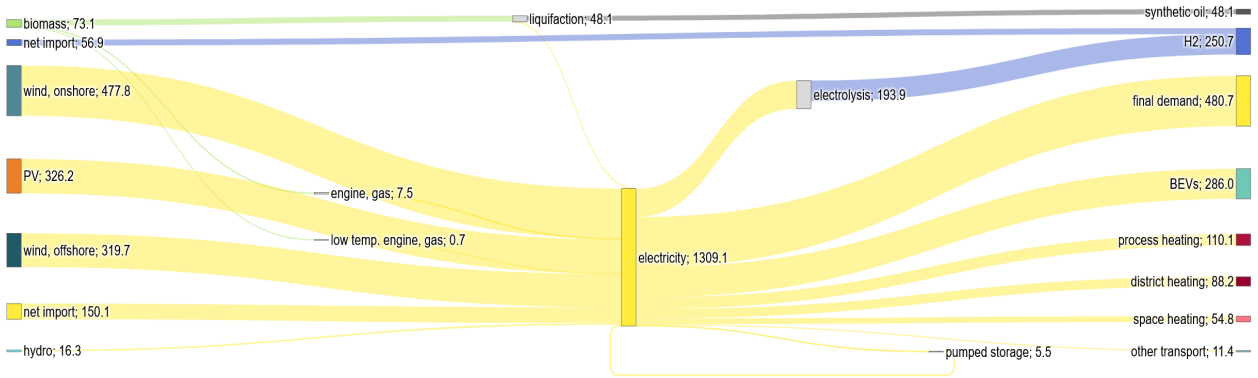 biomass; 73.1
liquifaction; 48.1
synthetic oil; 48.1
net import; 56.9
H2; 250.7
wind, onshore; 477.8
electrolysis; 193.9
final demand; 480.7
PV; 326.2
engine, gas; 7.5
BEVs; 286.0
low temp. engine, gas; 0.7
process heating; 110.1
wind, offshore; 319.7
electricity; 1309.1
district heating; 88.2
net import; 150.1
space heating; 54.8
hydro; 16.3
pumped storage; 5.5
other transport; 11.4